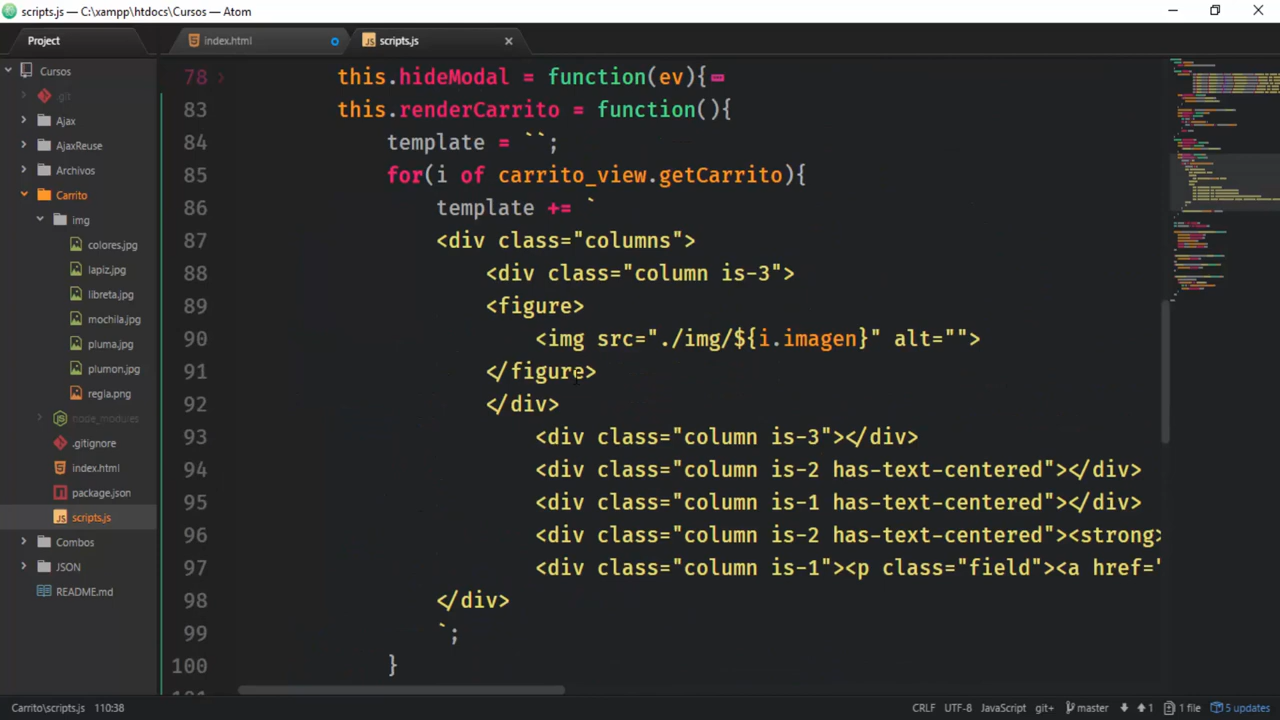 scripts.js — C:\xampp\htdocs\Cursos — Atom
Project
index.html
scripts.js
Cursos
.git
Ajax
AjaxReuse
Archivos
Carrito
img
colores.jpg
lapiz.jpg
libreta.jpg
mochila.jpg
pluma.jpg
plumon.jpg
regla.png
node_modules
.gitignore
index.html
package.json
scripts.js
Combos
JSON
README.md
78 this.hideModal = function(ev){
83 this.renderCarrito = function(){
84 template = ``;
85 for(i of carrito_view.getCarrito){
86 template += `
87 <div class="columns">
88 <div class="column is-3">
89 <figure>
90 <img src="./img/${i.imagen}" alt="">
91 </figure>
92 </div>
93 <div class="column is-3"></div>
94 <div class="column is-2 has-text-centered"></div>
95 <div class="column is-1 has-text-centered"></div>
96 <div class="column is-2 has-text-centered"><strong>
97 <div class="column is-1"><p class="field"><a href="
98 </div>
99 `;
100 }
Carrito\scripts.js 110:38
CRLF UTF-8 JavaScript git+ master 1 1 file 5 updates